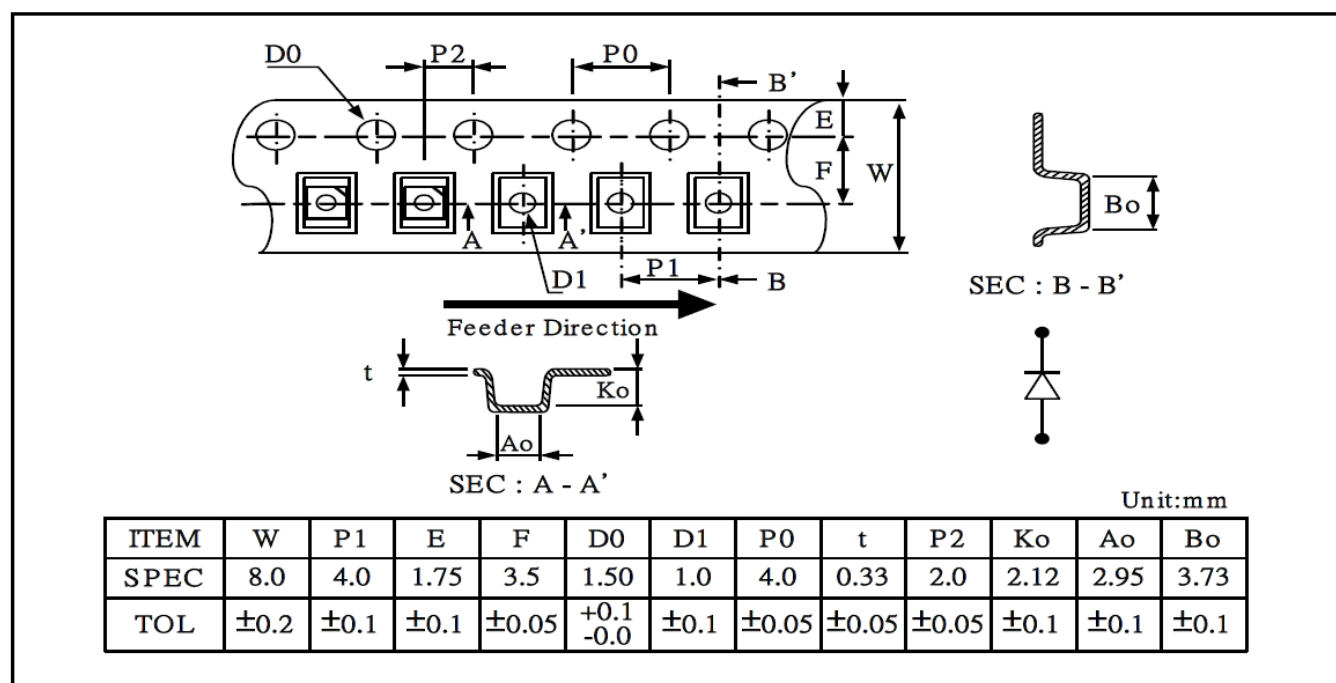 D0
P2
P0
B'
E
F
W
A
A'
D1
P1
B
Feeder Direction
Bo
SEC : B - B'
t
Ko
Ao
SEC : A - A'
Unit:mm
ITEM W P1 E F D0 D1 P0 t P2 Ko Ao Bo
SPEC 8.0 4.0 1.75 3.5 1.50 1.0 4.0 0.33 2.0 2.12 2.95 3.73
TOL ±0.2 ±0.1 ±0.1 ±0.05 +0.1 -0.0 ±0.1 ±0.05 ±0.05 ±0.05 ±0.1 ±0.1 ±0.1